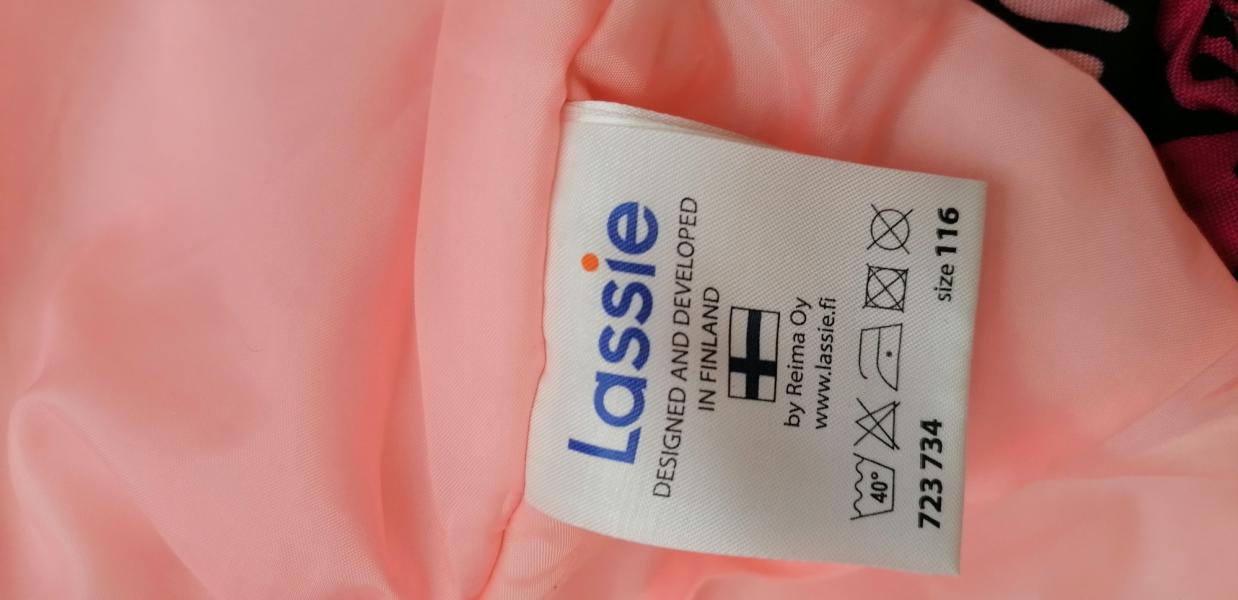 Lassie
DESIGNED AND DEVELOPED
IN FINLAND
by Reima Oy
www.lassie.fi
40°
723 734
size 116